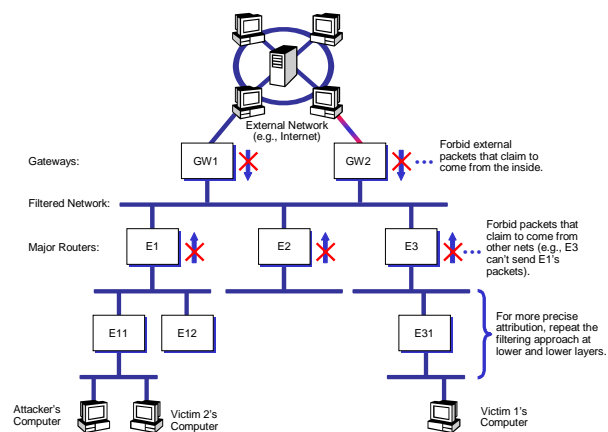 External Network
(e.g., Internet)
Gateways:
GW1
GW2
Forbid external
packets that claim to
come from the inside.
Filtered Network:
Major Routers:
E1
E2
E3
Forbid packets that
claim to come from
other nets (e.g., E3
can't send E1's
packets).
E11
E12
E31
For more precise
attribution, repeat the
filtering approach at
lower and lower layers.
Attacker's
Computer
Victim 2's
Computer
Victim 1's
Computer